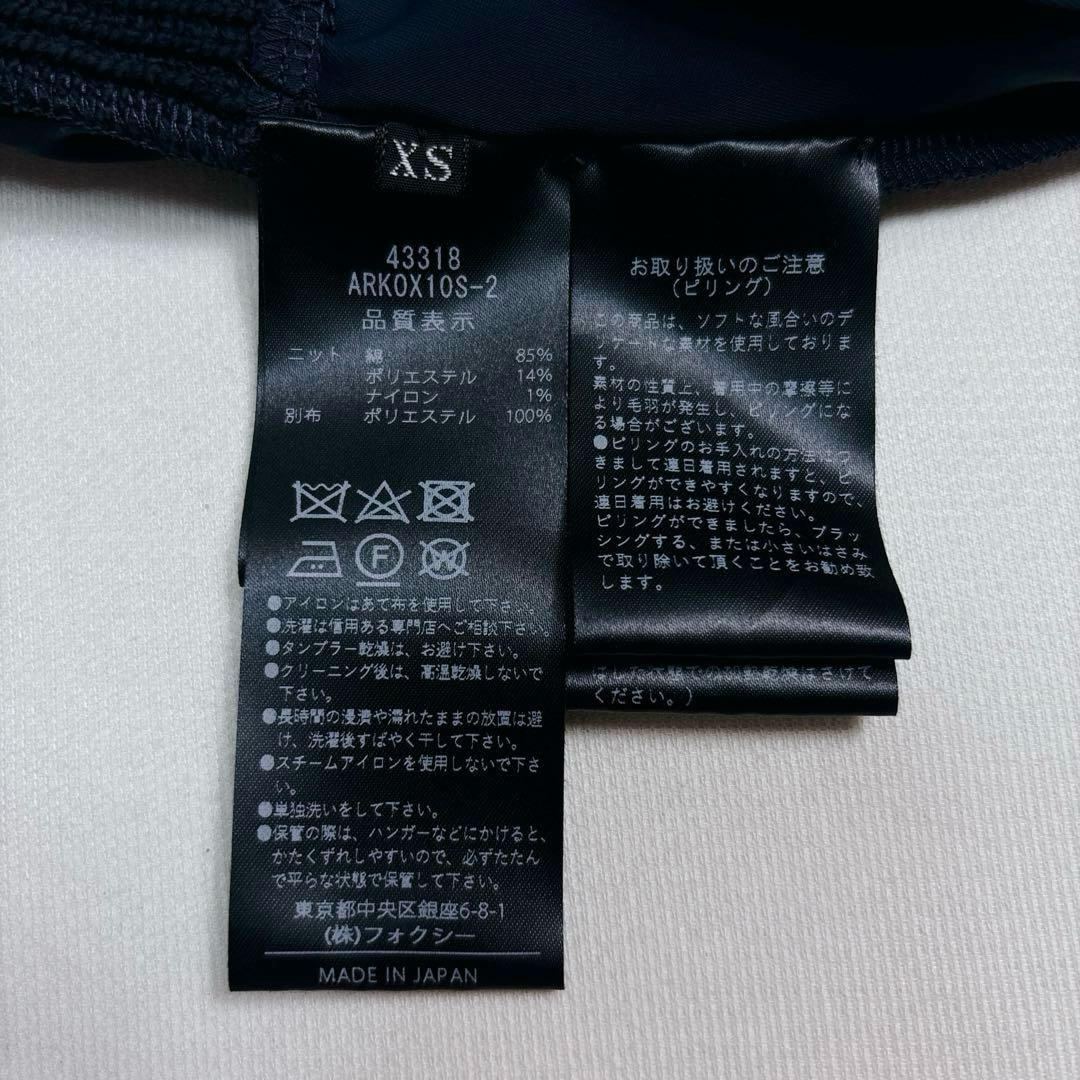 XS
43318
ARKOX10S-2
品質表示
ニット 綿 85%
ポリエステル 14%
ナイロン 1%
別布 ポリエステル 100%
F
W
●アイロンはあて布を使用して下さい。
●洗濯は信用ある専門店へご相談下さい。
●タンブラー乾燥は、お避け下さい。
●クリーニング後は、高温乾燥しないで
下さい。
●長時間の浸漬や濡れたままの放置は避
け、洗濯後すばやく干して下さい。
●スチームアイロンを使用しないで下さ
い。
●単独洗いをして下さい。
●保管の際は、ハンガーなどにかけると、
かたくずれしやすいので、必ずたたん
で平らな状態で保管して下さい。
東京都中央区銀座6-8-1
(株)フォクシー
MADE IN JAPAN
お取り扱いのご注意
(ピリング)
この商品は、ソフトな風合いのデ
リケートな素材を使用しておりま
す。
素材の性質上、着用中の摩擦等に
より毛羽が発生し、ピリングにな
る場合がございます。
●ピリングのお手入れの方法につ
きまして連日着用されますと、ピ
リングができやすくなりますので、
連日着用はお避けください。
ピリングができましたら、ブラッ
シングする、または小さいはさみ
で取り除いて頂くことをお勧め致
します。
はさけて
ください。)